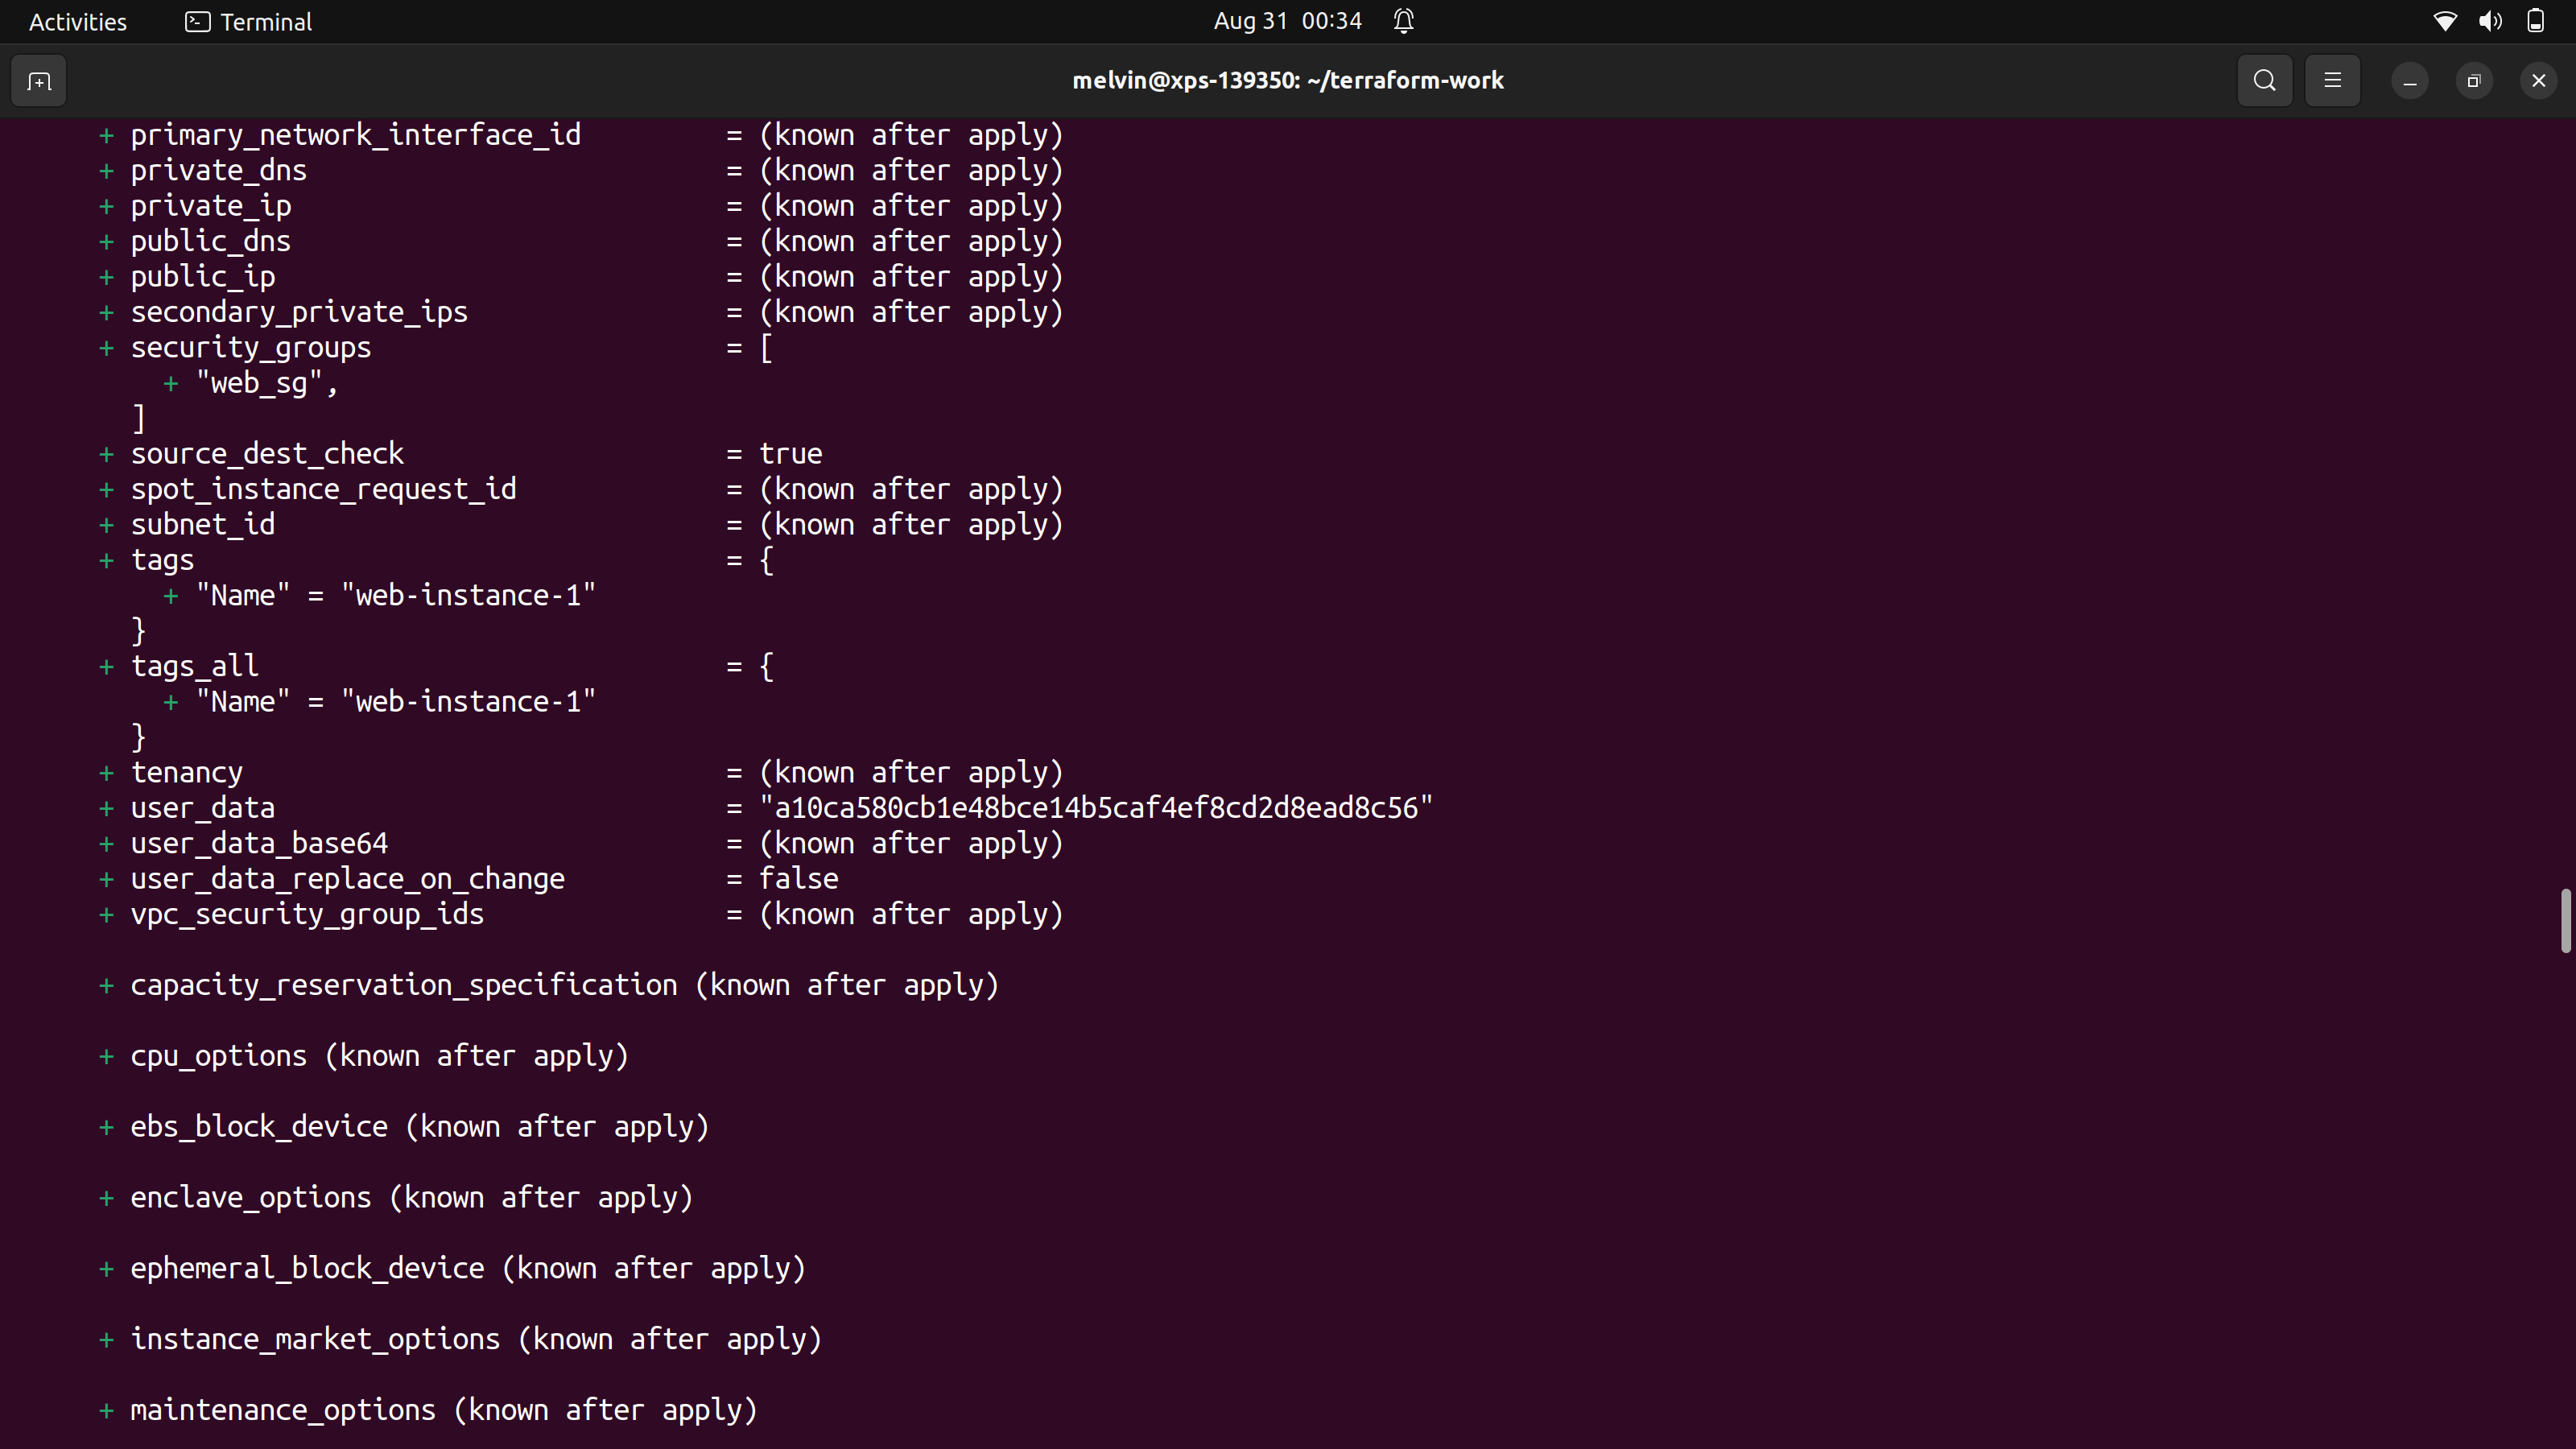 Activities Terminal Aug 31 00:34
melvin@xps-139350: ~/terraform-work
+ primary_network_interface_id = (known after apply)
+ private_dns = (known after apply)
+ private_ip = (known after apply)
+ public_dns = (known after apply)
+ public_ip = (known after apply)
+ secondary_private_ips = (known after apply)
+ security_groups = [
+ "web_sg",
]
+ source_dest_check = true
+ spot_instance_request_id = (known after apply)
+ subnet_id = (known after apply)
+ tags = {
+ "Name" = "web-instance-1"
}
+ tags_all = {
+ "Name" = "web-instance-1"
}
+ tenancy = (known after apply)
+ user_data = "a10ca580cb1e48bce14b5caf4ef8cd2d8ead8c56"
+ user_data_base64 = (known after apply)
+ user_data_replace_on_change = false
+ vpc_security_group_ids = (known after apply)
+ capacity_reservation_specification (known after apply)
+ cpu_options (known after apply)
+ ebs_block_device (known after apply)
+ enclave_options (known after apply)
+ ephemeral_block_device (known after apply)
+ instance_market_options (known after apply)
+ maintenance_options (known after apply)